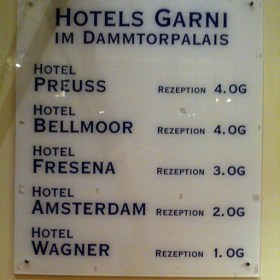 HOTELS GARNI
IM DAMMTORPALAIS
HOTEL
PREUSS REZEPTION 4.OG
HOTEL
BELLMOOR REZEPTION 4.OG
HOTEL
FRESENA REZEPTION 3.OG
HOTEL
AMSTERDAM REZEPTION 2.OG
HOTEL
WAGNER REZEPTION 1.OG